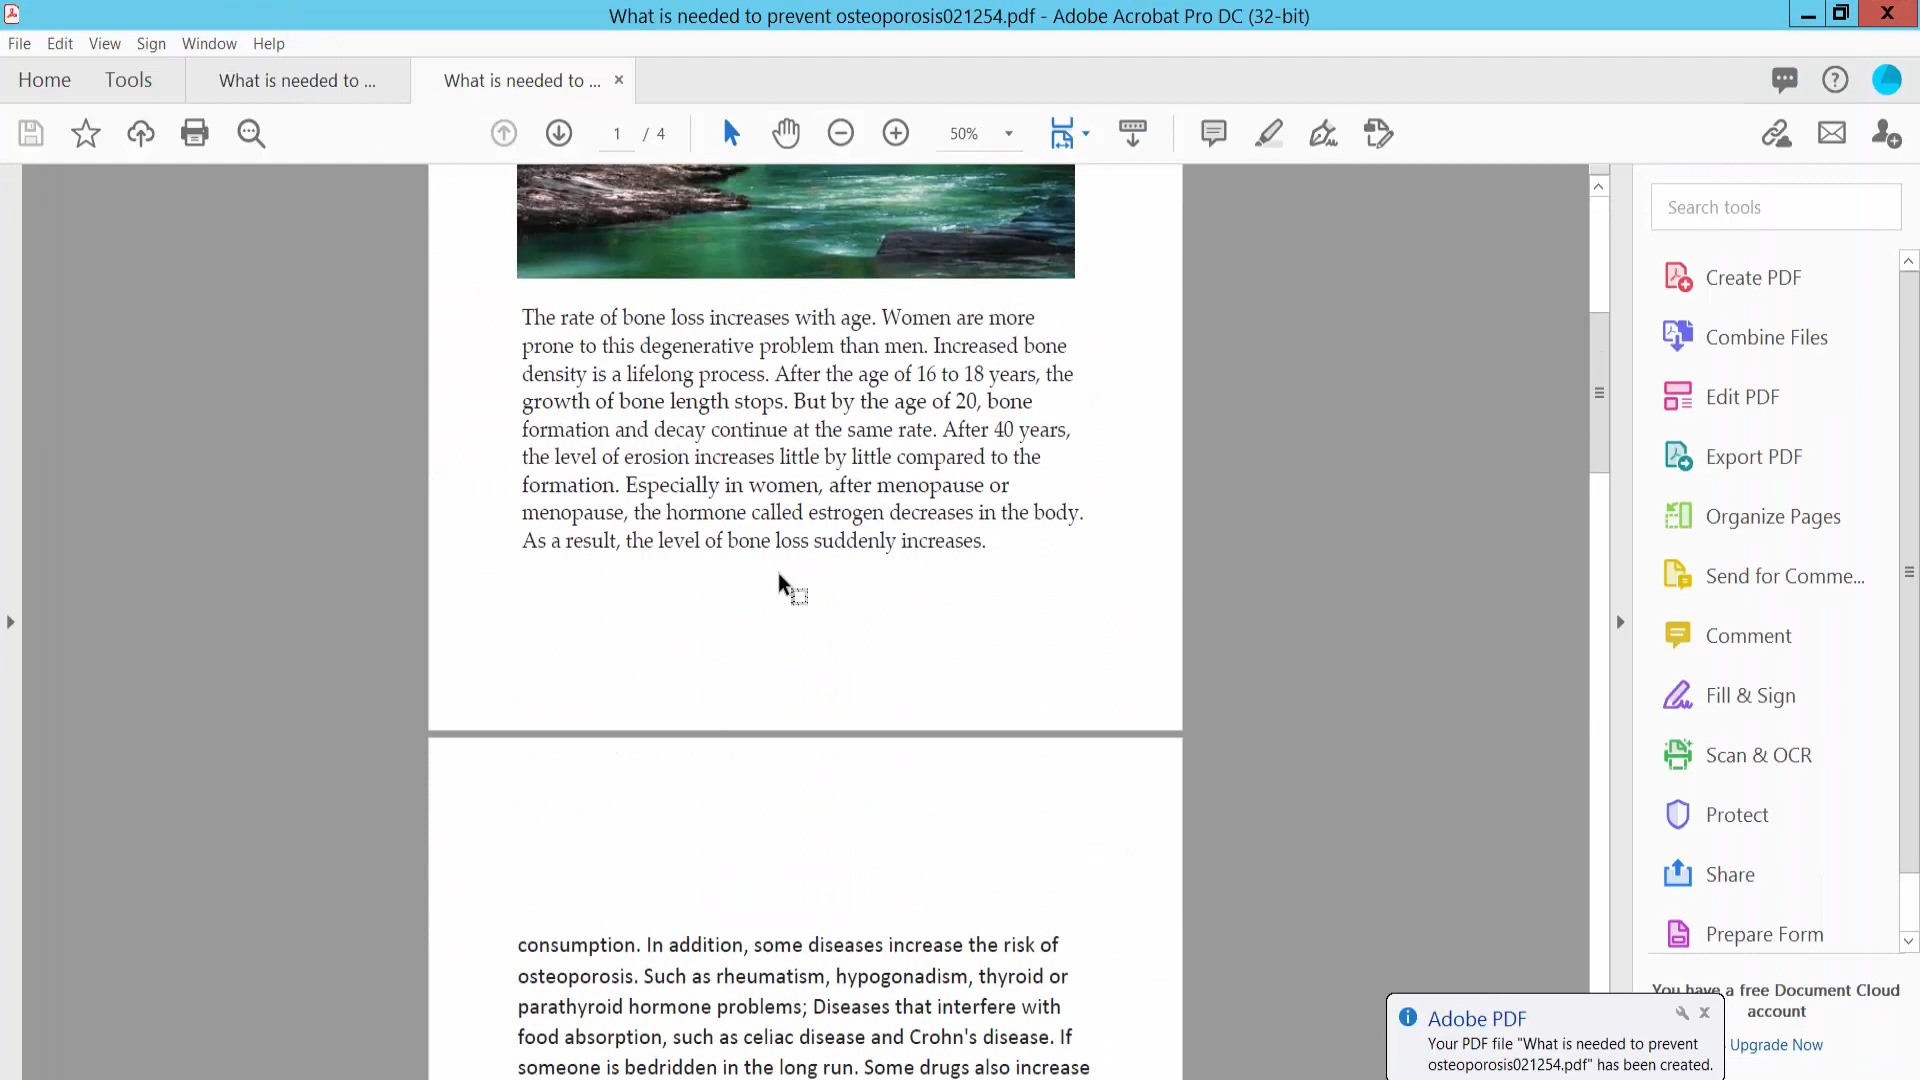 What is needed to prevent osteoporosis021254.pdf - Adobe Acrobat Pro DC (32-bit)
File Edit View Sign Window Help
Home Tools What is needed to ... What is needed to ... ×
1 / 4 50%
Search tools
Create PDF
Combine Files
Edit PDF
Export PDF
Organize Pages
Send for Comme...
Comment
Fill & Sign
Scan & OCR
Protect
Share
Prepare Form
You have a free Document Cloud
account
Upgrade Now
The rate of bone loss increases with age. Women are more
prone to this degenerative problem than men. Increased bone
density is a lifelong process. After the age of 16 to 18 years, the
growth of bone length stops. But by the age of 20, bone
formation and decay continue at the same rate. After 40 years,
the level of erosion increases little by little compared to the
formation. Especially in women, after menopause or
menopause, the hormone called estrogen decreases in the body.
As a result, the level of bone loss suddenly increases.
consumption. In addition, some diseases increase the risk of
osteoporosis. Such as rheumatism, hypogonadism, thyroid or
parathyroid hormone problems; Diseases that interfere with
food absorption, such as celiac disease and Crohn's disease. If
someone is bedridden in the long run. Some drugs also increase
Adobe PDF
Your PDF file "What is needed to prevent
osteoporosis021254.pdf" has been created.